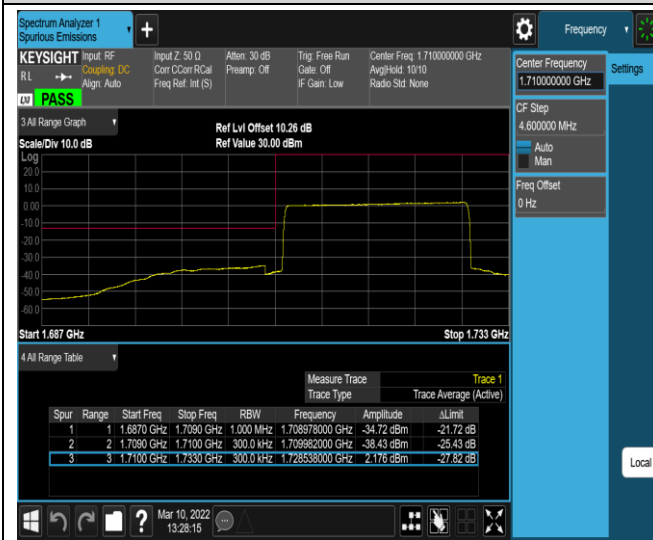 Spectrum Analyzer 1
Spurious Emissions
Frequency
KEYSIGHT
RL
Input: RF
Coupling: DC
Align: Auto
Input Z: 50 Ω
Corr CCorr RCal
Freq Ref: Int (S)
Atten: 30 dB
Preamp: Off
Trig: Free Run
Gate: Off
IF Gain: Low
Center Freq: 1.710000000 GHz
Avg|Hold: 10/10
Radio Std: None
LXI
PASS
Center Frequency
1.710000000 GHz
Settings
CF Step
4.600000 MHz
Auto
Man
Freq Offset
0 Hz
3 All Range Graph
Scale/Div 10.0 dB
Ref Lvl Offset 10.26 dB
Ref Value 30.00 dBm
Log
20.0
10.0
0.00
-10.0
-20.0
-30.0
-40.0
-50.0
-60.0
Start 1.687 GHz
Stop 1.733 GHz
4 All Range Table
Measure Trace Trace 1
Trace Type Trace Average (Active)
Spur Range Start Freq Stop Freq RBW Frequency Amplitude ΔLimit
1 1 1.6870 GHz 1.7090 GHz 1.000 MHz 1.708978000 GHz -34.72 dBm -21.72 dB
2 2 1.7090 GHz 1.7100 GHz 300.0 kHz 1.709982000 GHz -38.43 dBm -25.43 dB
3 3 1.7100 GHz 1.7330 GHz 300.0 kHz 1.728538000 GHz 2.176 dBm -27.82 dB
Local
Mar 10, 2022
13:28:15